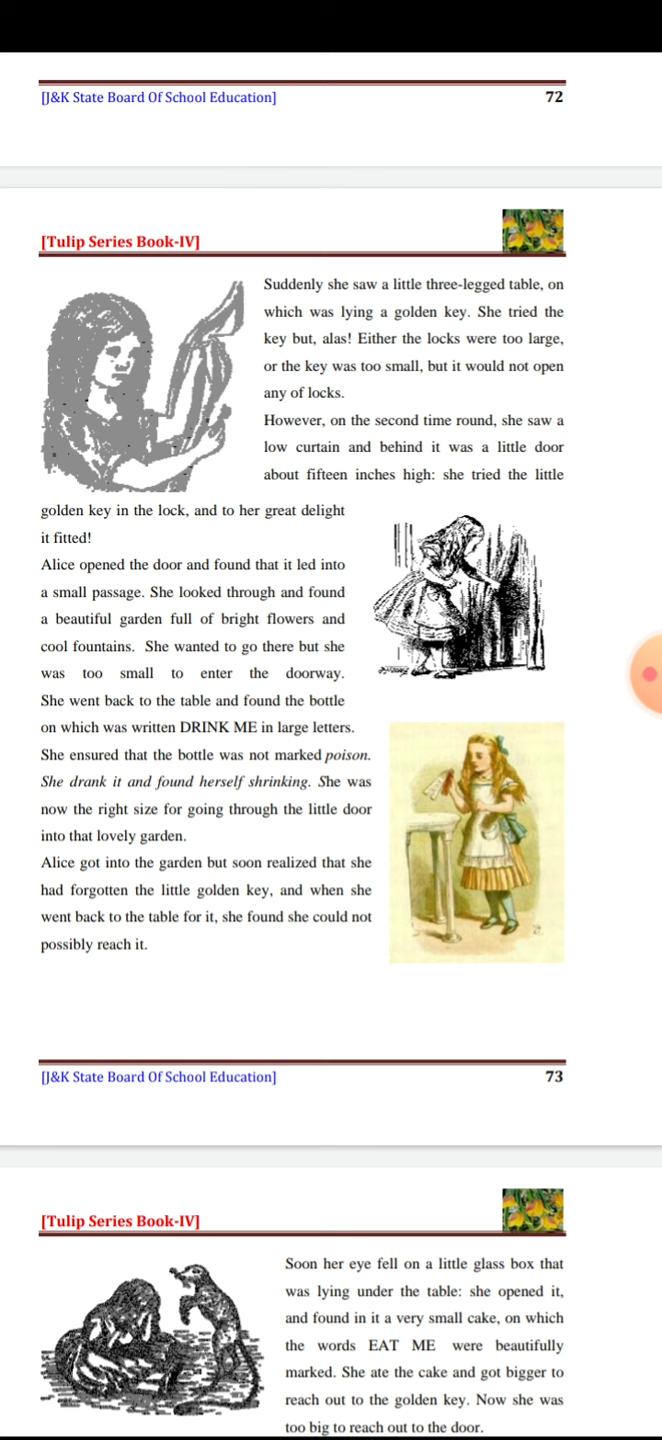 [J&K State Board Of School Education] 72
[Tulip Series Book-IV]
Suddenly she saw a little three-legged table, on
which was lying a golden key. She tried the
key but, alas! Either the locks were too large,
or the key was too small, but it would not open
any of locks.
However, on the second time round, she saw a
low curtain and behind it was a little door
about fifteen inches high: she tried the little
golden key in the lock, and to her great delight
it fitted!
Alice opened the door and found that it led into
a small passage. She looked through and found
a beautiful garden full of bright flowers and
cool fountains. She wanted to go there but she
was too small to enter the doorway.
She went back to the table and found the bottle
on which was written DRINK ME in large letters.
She ensured that the bottle was not marked poison.
She drank it and found herself shrinking. She was
now the right size for going through the little door
into that lovely garden.
Alice got into the garden but soon realized that she
had forgotten the little golden key, and when she
went back to the table for it, she found she could not
possibly reach it.
[J&K State Board Of School Education] 73
[Tulip Series Book-IV]
Soon her eye fell on a little glass box that
was lying under the table: she opened it,
and found in it a very small cake, on which
the words EAT ME were beautifully
marked. She ate the cake and got bigger to
reach out to the golden key. Now she was
too big to reach out to the door.